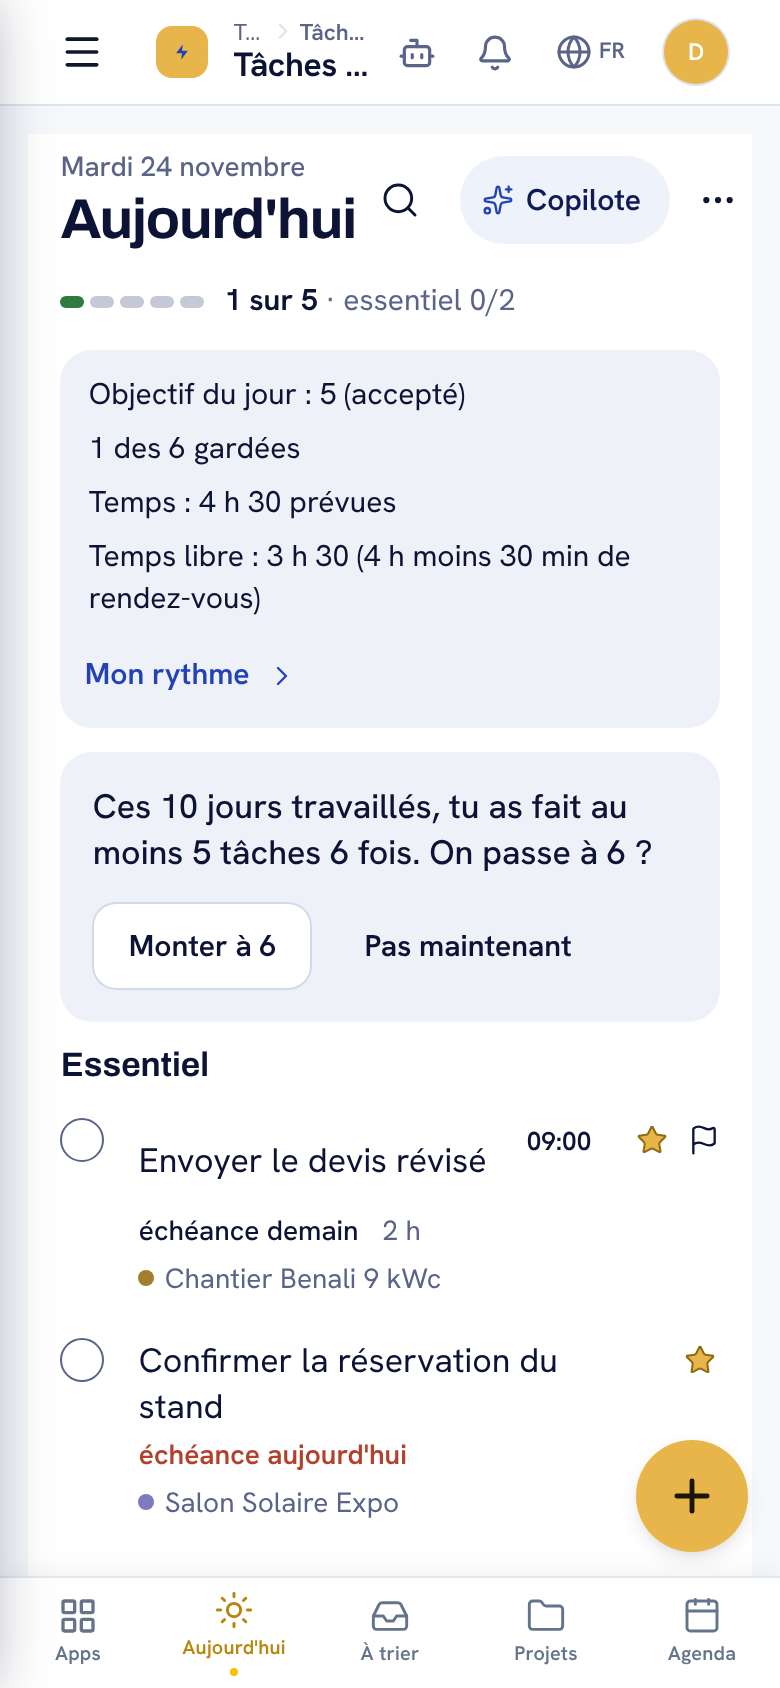 T... > Tâch...
Tâches ...
FR
D
Mardi 24 novembre
Aujourd'hui
Copilote
1 sur 5 · essentiel 0/2
Objectif du jour : 5 (accepté)
1 des 6 gardées
Temps : 4 h 30 prévues
Temps libre : 3 h 30 (4 h moins 30 min de
rendez-vous)
Mon rythme
Ces 10 jours travaillés, tu as fait au
moins 5 tâches 6 fois. On passe à 6 ?
Monter à 6
Pas maintenant
Essentiel
Envoyer le devis révisé
09:00
échéance demain 2 h
Chantier Benali 9 kWc
Confirmer la réservation du
stand
échéance aujourd'hui
Salon Solaire Expo
Apps
Aujourd'hui
À trier
Projets
Agenda